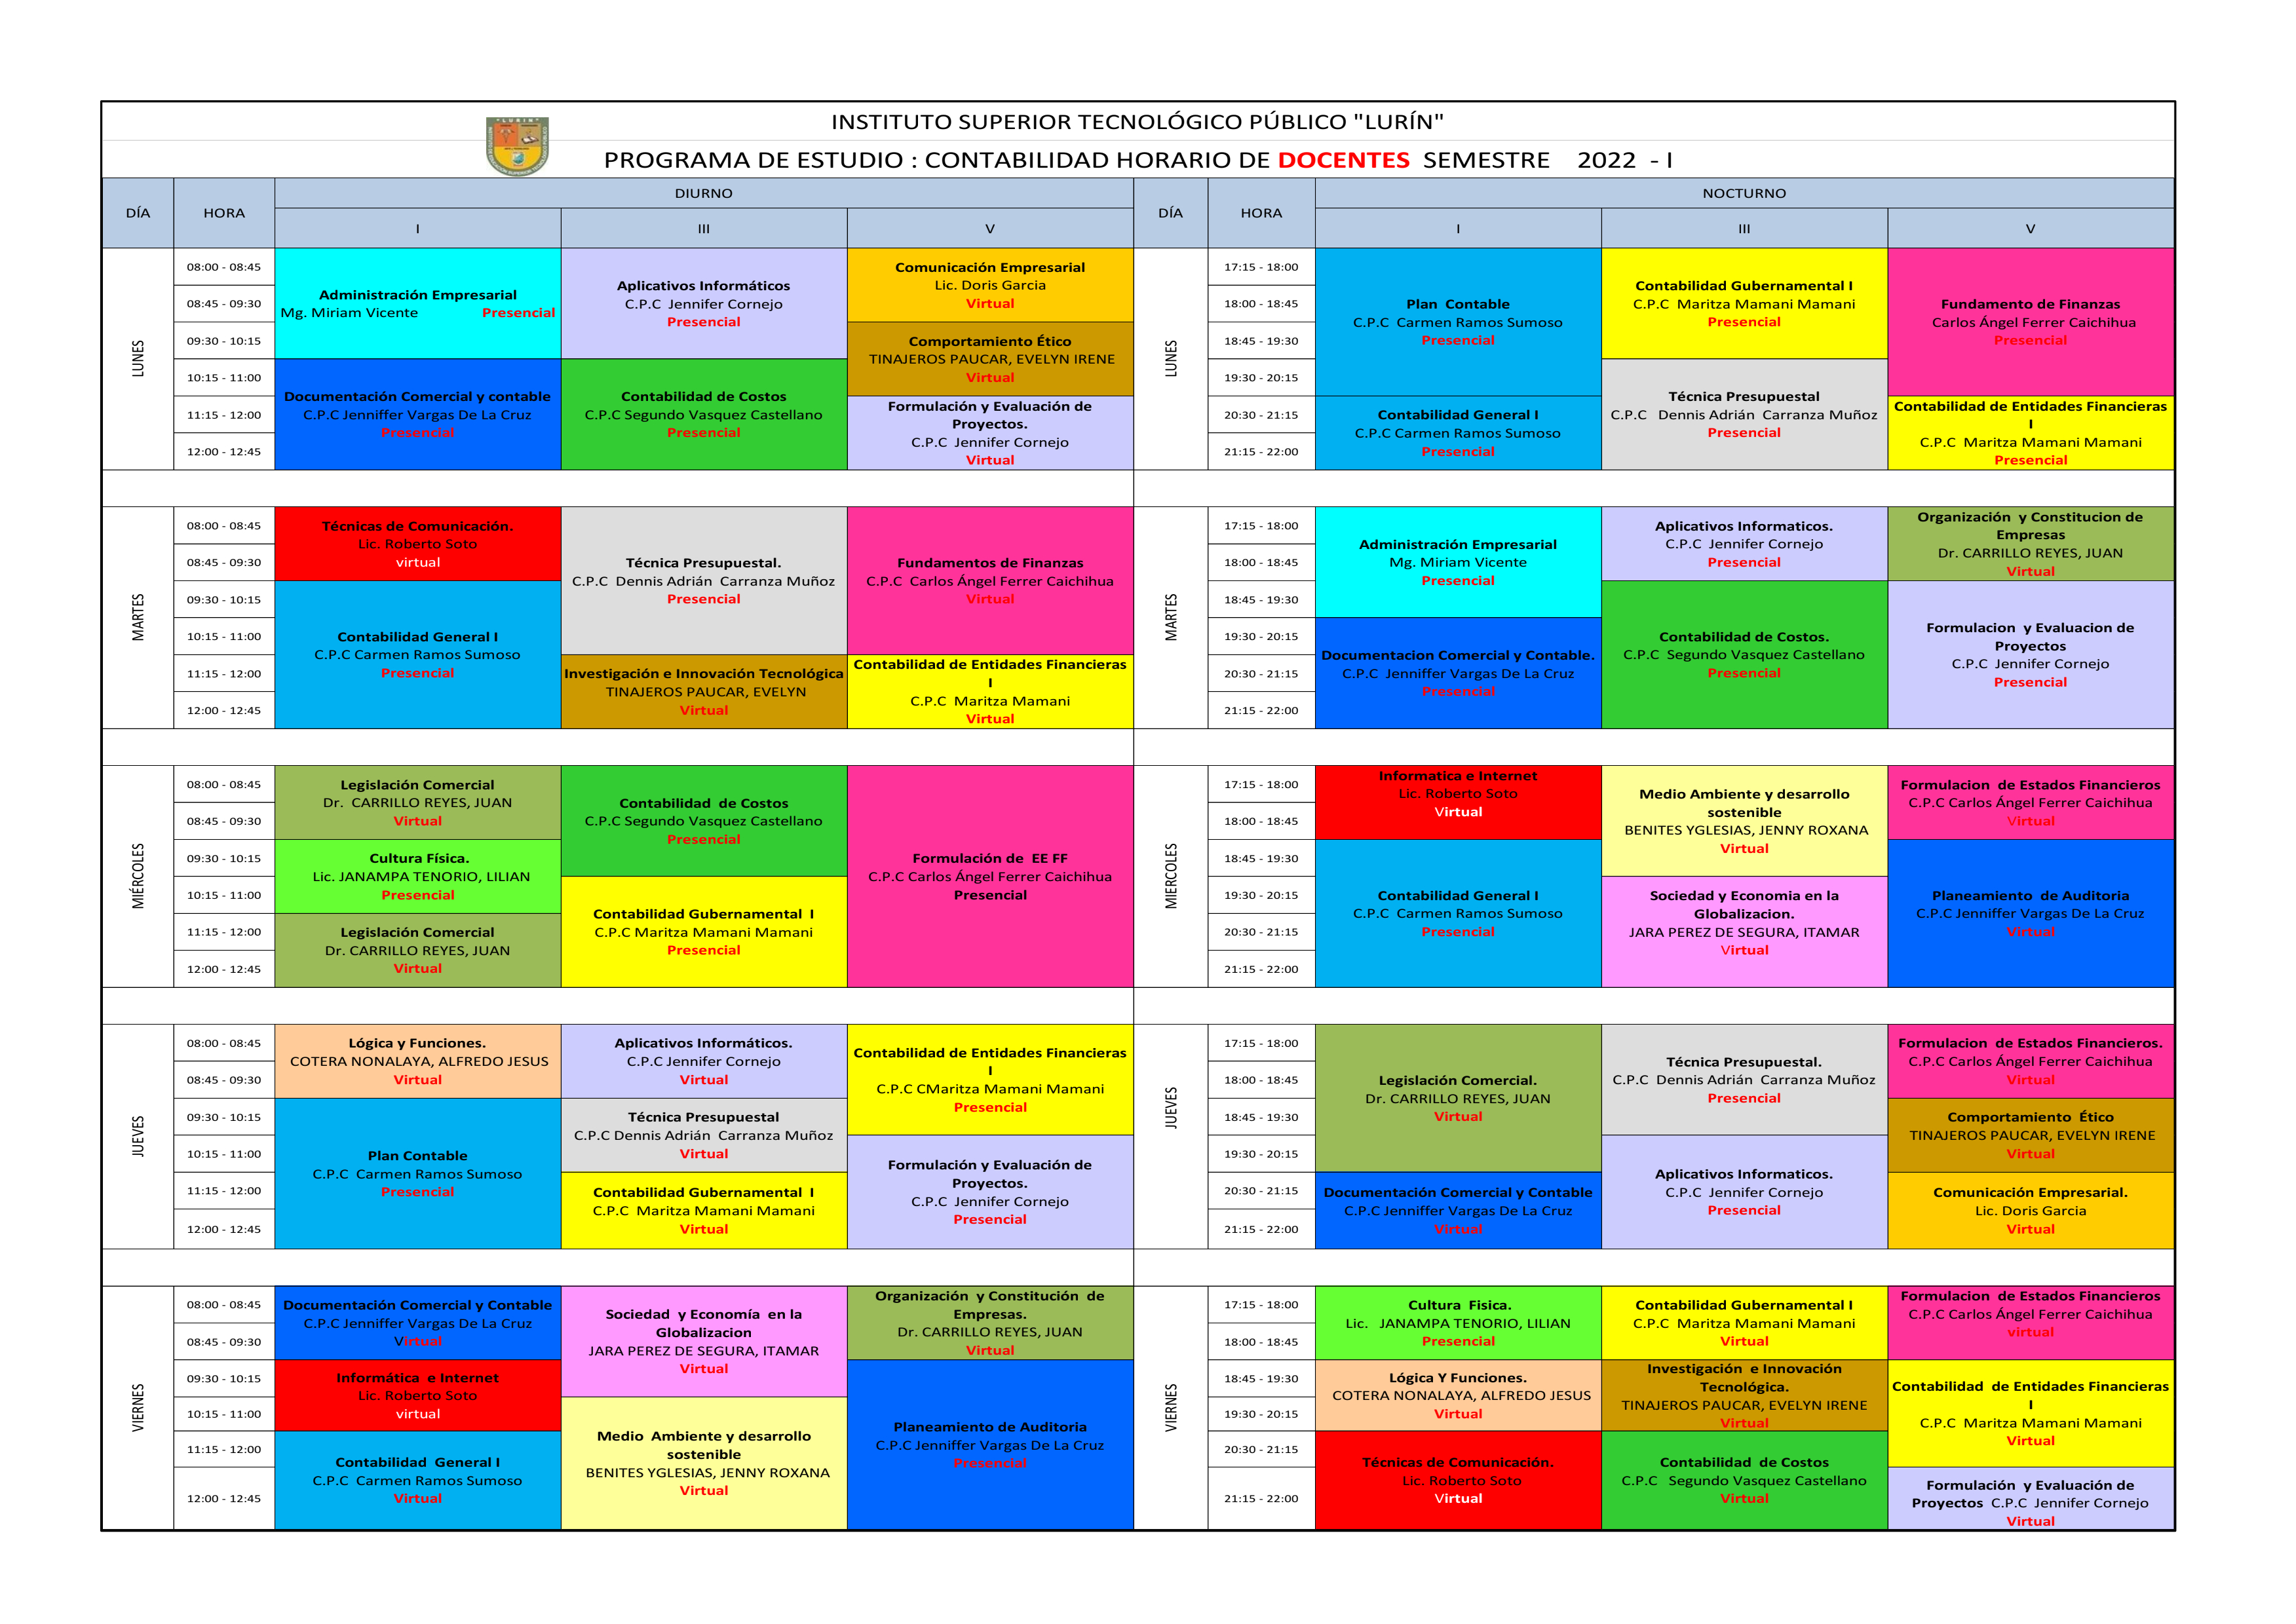 INSTITUTO SUPERIOR TECNOLÓGICO PÚBLICO "LURÍN"
PROGRAMA DE ESTUDIO : CONTABILIDAD HORARIO DE DOCENTES SEMESTRE 2022 - I
DÍA
HORA
DIURNO
I
III
V
DÍA
HORA
NOCTURNO
I
III
V
LUNES
08:00 - 08:45
08:45 - 09:30
09:30 - 10:15
10:15 - 11:00
11:15 - 12:00
12:00 - 12:45
Administración Empresarial
Mg. Miriam Vicente Presencial
Documentación Comercial y contable
C.P.C Jenniffer Vargas De La Cruz
Presencial
Aplicativos Informáticos
C.P.C Jennifer Cornejo
Presencial
Contabilidad de Costos
C.P.C Segundo Vasquez Castellano
Presencial
Comunicación Empresarial
Lic. Doris Garcia
Virtual
Comportamiento Ético
TINAJEROS PAUCAR, EVELYN IRENE
Virtual
Formulación y Evaluación de
Proyectos.
C.P.C Jennifer Cornejo
Virtual
LUNES
17:15 - 18:00
18:00 - 18:45
18:45 - 19:30
19:30 - 20:15
20:30 - 21:15
21:15 - 22:00
Plan Contable
C.P.C Carmen Ramos Sumoso
Presencial
Contabilidad General I
C.P.C Carmen Ramos Sumoso
Presencial
Contabilidad Gubernamental I
C.P.C Maritza Mamani Mamani
Presencial
Técnica Presupuestal
C.P.C Dennis Adrián Carranza Muñoz
Presencial
Fundamento de Finanzas
Carlos Ángel Ferrer Caichihua
Presencial
Contabilidad de Entidades Financieras
I
C.P.C Maritza Mamani Mamani
Presencial
MARTES
08:00 - 08:45
08:45 - 09:30
09:30 - 10:15
10:15 - 11:00
11:15 - 12:00
12:00 - 12:45
Técnicas de Comunicación.
Lic. Roberto Soto
virtual
Contabilidad General I
C.P.C Carmen Ramos Sumoso
Presencial
Técnica Presupuestal.
C.P.C Dennis Adrián Carranza Muñoz
Presencial
Investigación e Innovación Tecnológica
TINAJEROS PAUCAR, EVELYN
Virtual
Fundamentos de Finanzas
C.P.C Carlos Ángel Ferrer Caichihua
Virtual
Contabilidad de Entidades Financieras
I
C.P.C Maritza Mamani
Virtual
MARTES
17:15 - 18:00
18:00 - 18:45
18:45 - 19:30
19:30 - 20:15
20:30 - 21:15
21:15 - 22:00
Administración Empresarial
Mg. Miriam Vicente
Presencial
Documentacion Comercial y Contable.
C.P.C Jenniffer Vargas De La Cruz
Presencial
Aplicativos Informaticos.
C.P.C Jennifer Cornejo
Presencial
Contabilidad de Costos.
C.P.C Segundo Vasquez Castellano
Presencial
Organización y Constitucion de
Empresas
Dr. CARRILLO REYES, JUAN
Virtual
Formulacion y Evaluacion de
Proyectos
C.P.C Jennifer Cornejo
Presencial
MIÉRCOLES
08:00 - 08:45
08:45 - 09:30
09:30 - 10:15
10:15 - 11:00
11:15 - 12:00
12:00 - 12:45
Legislación Comercial
Dr. CARRILLO REYES, JUAN
Virtual
Cultura Física.
Lic. JANAMPA TENORIO, LILIAN
Presencial
Legislación Comercial
Dr. CARRILLO REYES, JUAN
Virtual
Contabilidad de Costos
C.P.C Segundo Vasquez Castellano
Presencial
Contabilidad Gubernamental I
C.P.C Maritza Mamani Mamani
Presencial
Formulación de EE FF
C.P.C Carlos Ángel Ferrer Caichihua
Presencial
MIERCOLES
17:15 - 18:00
18:00 - 18:45
18:45 - 19:30
19:30 - 20:15
20:30 - 21:15
21:15 - 22:00
Informatica e Internet
Lic. Roberto Soto
Virtual
Contabilidad General I
C.P.C Carmen Ramos Sumoso
Presencial
Medio Ambiente y desarrollo
sostenible
BENITES YGLESIAS, JENNY ROXANA
Virtual
Sociedad y Economia en la
Globalizacion.
JARA PEREZ DE SEGURA, ITAMAR
Virtual
Formulacion de Estados Financieros
C.P.C Carlos Ángel Ferrer Caichihua
Virtual
Planeamiento de Auditoria
C.P.C Jenniffer Vargas De La Cruz
Virtual
JUEVES
08:00 - 08:45
08:45 - 09:30
09:30 - 10:15
10:15 - 11:00
11:15 - 12:00
12:00 - 12:45
Lógica y Funciones.
COTERA NONALAYA, ALFREDO JESUS
Virtual
Plan Contable
C.P.C Carmen Ramos Sumoso
Presencial
Aplicativos Informáticos.
C.P.C Jennifer Cornejo
Virtual
Técnica Presupuestal
C.P.C Dennis Adrián Carranza Muñoz
Virtual
Contabilidad Gubernamental I
C.P.C Maritza Mamani Mamani
Virtual
Contabilidad de Entidades Financieras
I
C.P.C CMaritza Mamani Mamani
Presencial
Formulación y Evaluación de
Proyectos.
C.P.C Jennifer Cornejo
Presencial
JUEVES
17:15 - 18:00
18:00 - 18:45
18:45 - 19:30
19:30 - 20:15
20:30 - 21:15
21:15 - 22:00
Legislación Comercial.
Dr. CARRILLO REYES, JUAN
Virtual
Documentación Comercial y Contable
C.P.C Jenniffer Vargas De La Cruz
Virtual
Técnica Presupuestal.
C.P.C Dennis Adrián Carranza Muñoz
Presencial
Aplicativos Informaticos.
C.P.C Jennifer Cornejo
Presencial
Formulacion de Estados Financieros.
C.P.C Carlos Ángel Ferrer Caichihua
Virtual
Comportamiento Ético
TINAJEROS PAUCAR, EVELYN IRENE
Virtual
Comunicación Empresarial.
Lic. Doris Garcia
Virtual
VIERNES
08:00 - 08:45
08:45 - 09:30
09:30 - 10:15
10:15 - 11:00
11:15 - 12:00
12:00 - 12:45
Documentación Comercial y Contable
C.P.C Jenniffer Vargas De La Cruz
Virtual
Informática e Internet
Lic. Roberto Soto
virtual
Contabilidad General I
C.P.C Carmen Ramos Sumoso
Virtual
Sociedad y Economía en la
Globalizacion
JARA PEREZ DE SEGURA, ITAMAR
Virtual
Medio Ambiente y desarrollo
sostenible
BENITES YGLESIAS, JENNY ROXANA
Virtual
Organización y Constitución de
Empresas.
Dr. CARRILLO REYES, JUAN
Virtual
Planeamiento de Auditoria
C.P.C Jenniffer Vargas De La Cruz
Presencial
VIERNES
17:15 - 18:00
18:00 - 18:45
18:45 - 19:30
19:30 - 20:15
20:30 - 21:15
21:15 - 22:00
Cultura Fisica.
Lic. JANAMPA TENORIO, LILIAN
Presencial
Lógica Y Funciones.
COTERA NONALAYA, ALFREDO JESUS
Virtual
Técnicas de Comunicación.
Lic. Roberto Soto
Virtual
Contabilidad Gubernamental I
C.P.C Maritza Mamani Mamani
Virtual
Investigación e Innovación
Tecnológica.
TINAJEROS PAUCAR, EVELYN IRENE
Virtual
Contabilidad de Costos
C.P.C Segundo Vasquez Castellano
Virtual
Formulacion de Estados Financieros
C.P.C Carlos Ángel Ferrer Caichihua
virtual
Contabilidad de Entidades Financieras
I
C.P.C Maritza Mamani Mamani
Virtual
Formulación y Evaluación de
Proyectos C.P.C Jennifer Cornejo
Virtual